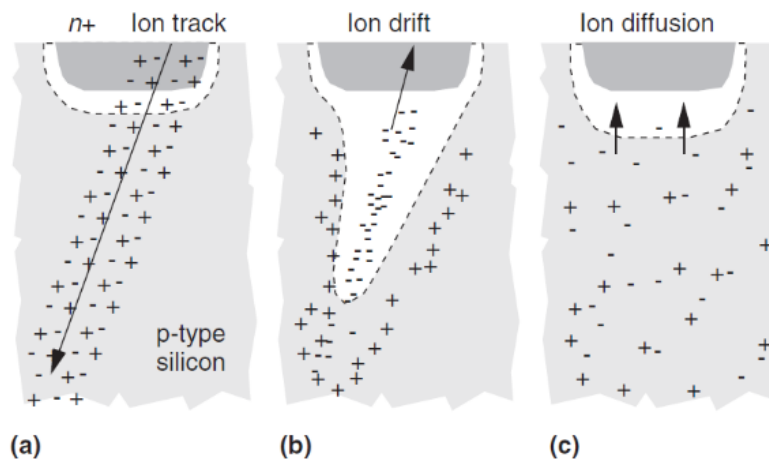 n+ Ion track
Ion drift
Ion diffusion
p-type
silicon
(a)
(b)
(c)